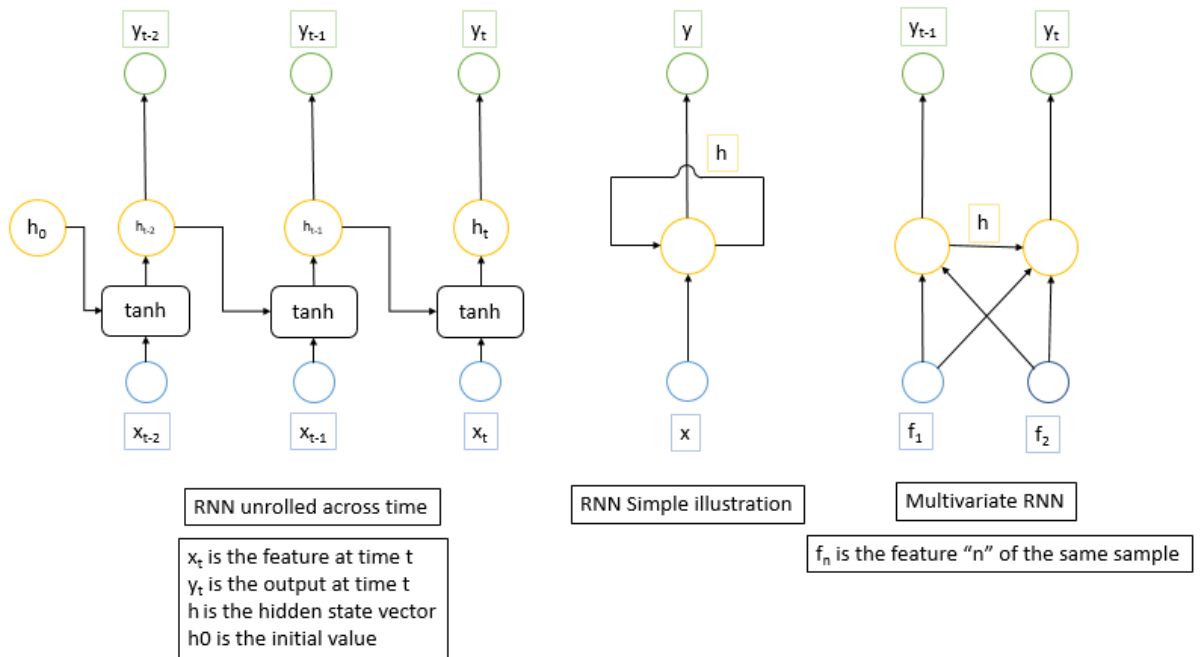 yt-2
yt-1
yt
h0
ht-2
ht-1
ht
tanh
tanh
tanh
xt-2
xt-1
xt
RNN unrolled across time
xt is the feature at time t
yt is the output at time t
h is the hidden state vector
h0 is the initial value
y
h
x
RNN Simple illustration
yt-1
yt
h
f1
f2
Multivariate RNN
fn is the feature “n” of the same sample